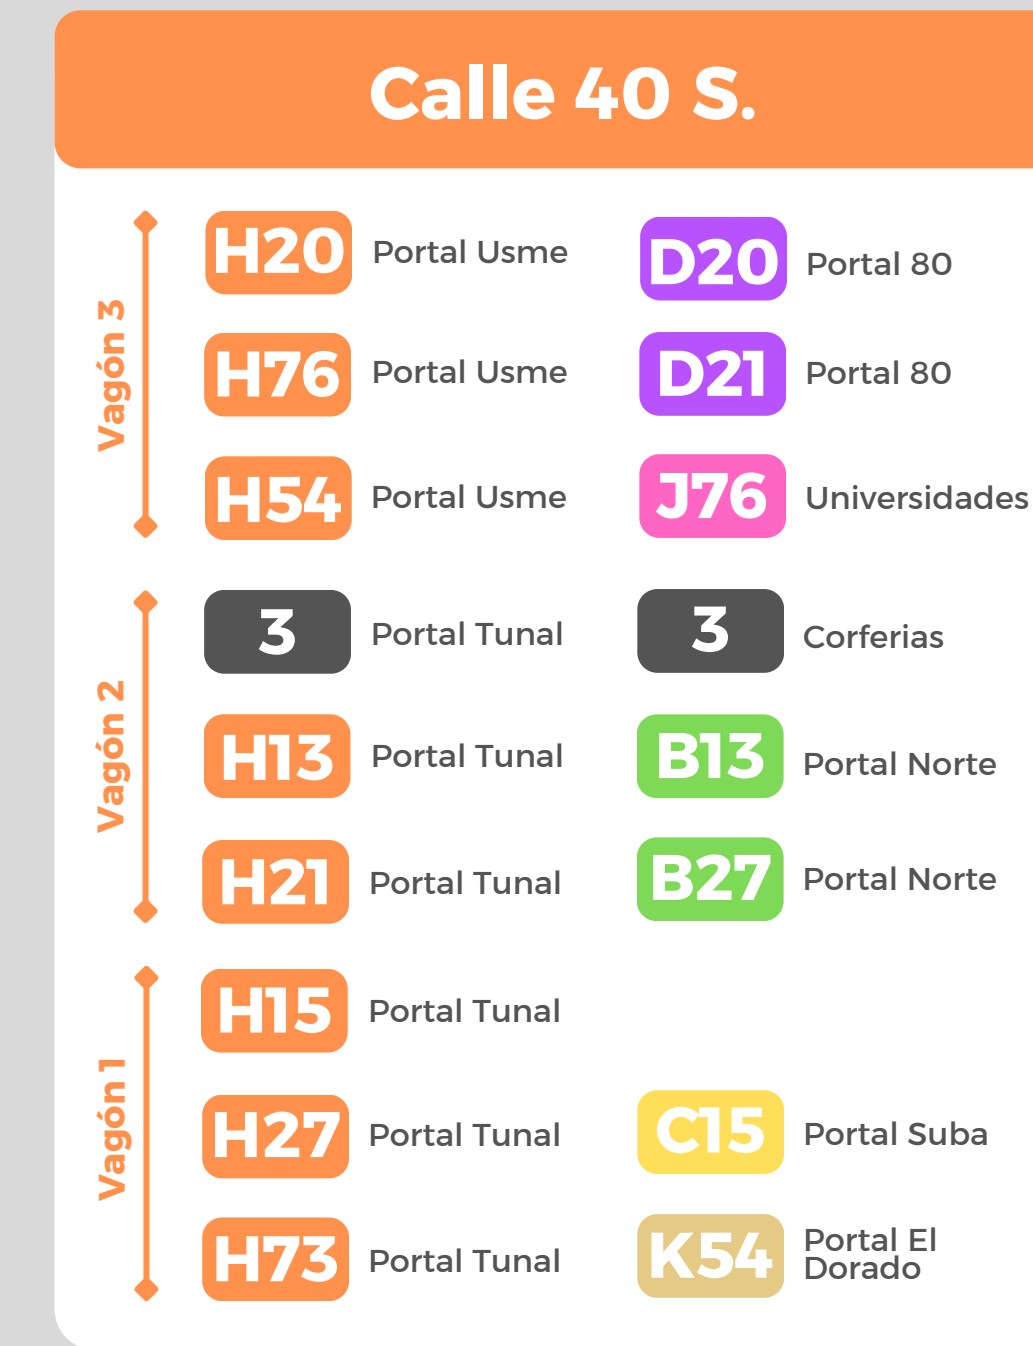 Calle 40 S.
Vagón 3
H20 Portal Usme
D20 Portal 80
H76 Portal Usme
D21 Portal 80
H54 Portal Usme
J76 Universidades
Vagón 2
3 Portal Tunal
3 Corferias
H13 Portal Tunal
B13 Portal Norte
H21 Portal Tunal
B27 Portal Norte
Vagón 1
H15 Portal Tunal
H27 Portal Tunal
C15 Portal Suba
H73 Portal Tunal
K54 Portal El
Dorado